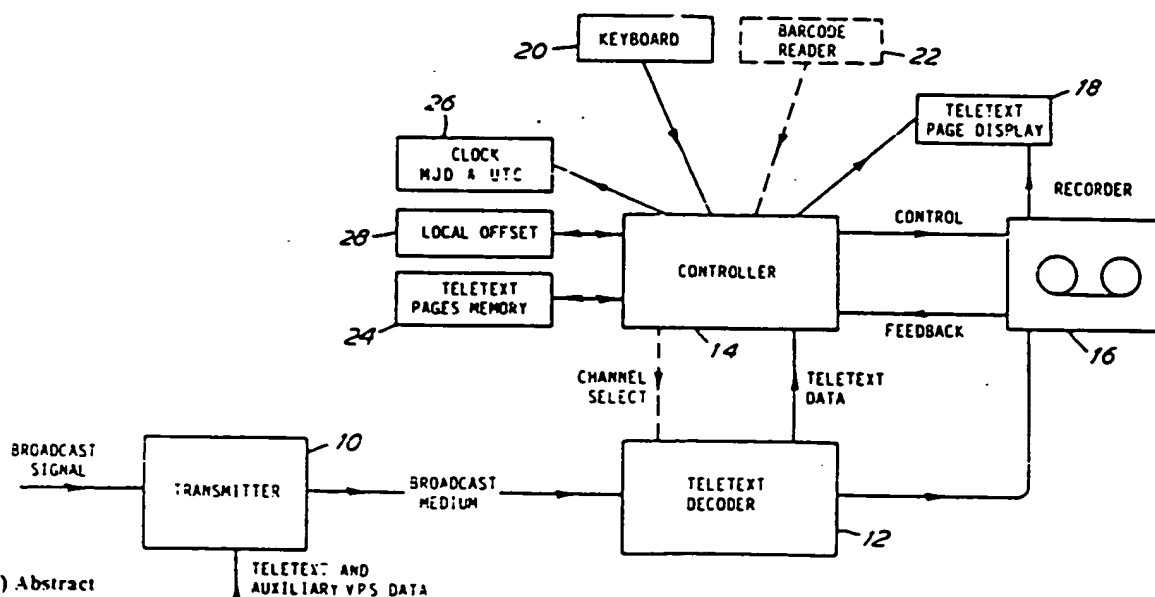 KEYBOARD
20
BARCODE
READER
22
18
TELETEXT
PAGE DISPLAY
26
CLOCK
MJD & UTC
RECORDER
28
LOCAL OFFSET
CONTROL
CONTROLLER
TELETEXT
PAGES MEMORY
24
14
FEEDBACK
16
CHANNEL
SELECT
TELETEXT
DATA
10
BROADCAST
SIGNAL
TRANSMITTER
BROADCAST
MEDIUM
TELETEXT
DECODER
12
) Abstract
TELETEXT AND
AUXILIARY VPS DATA